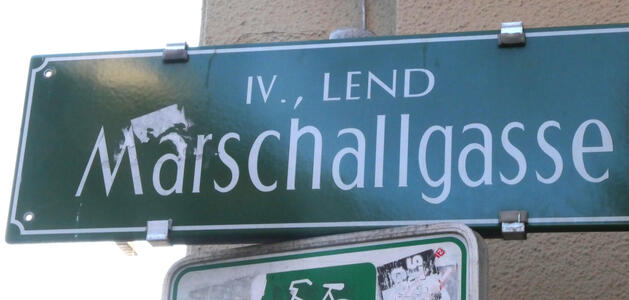 IV., LEND
Marschallgasse